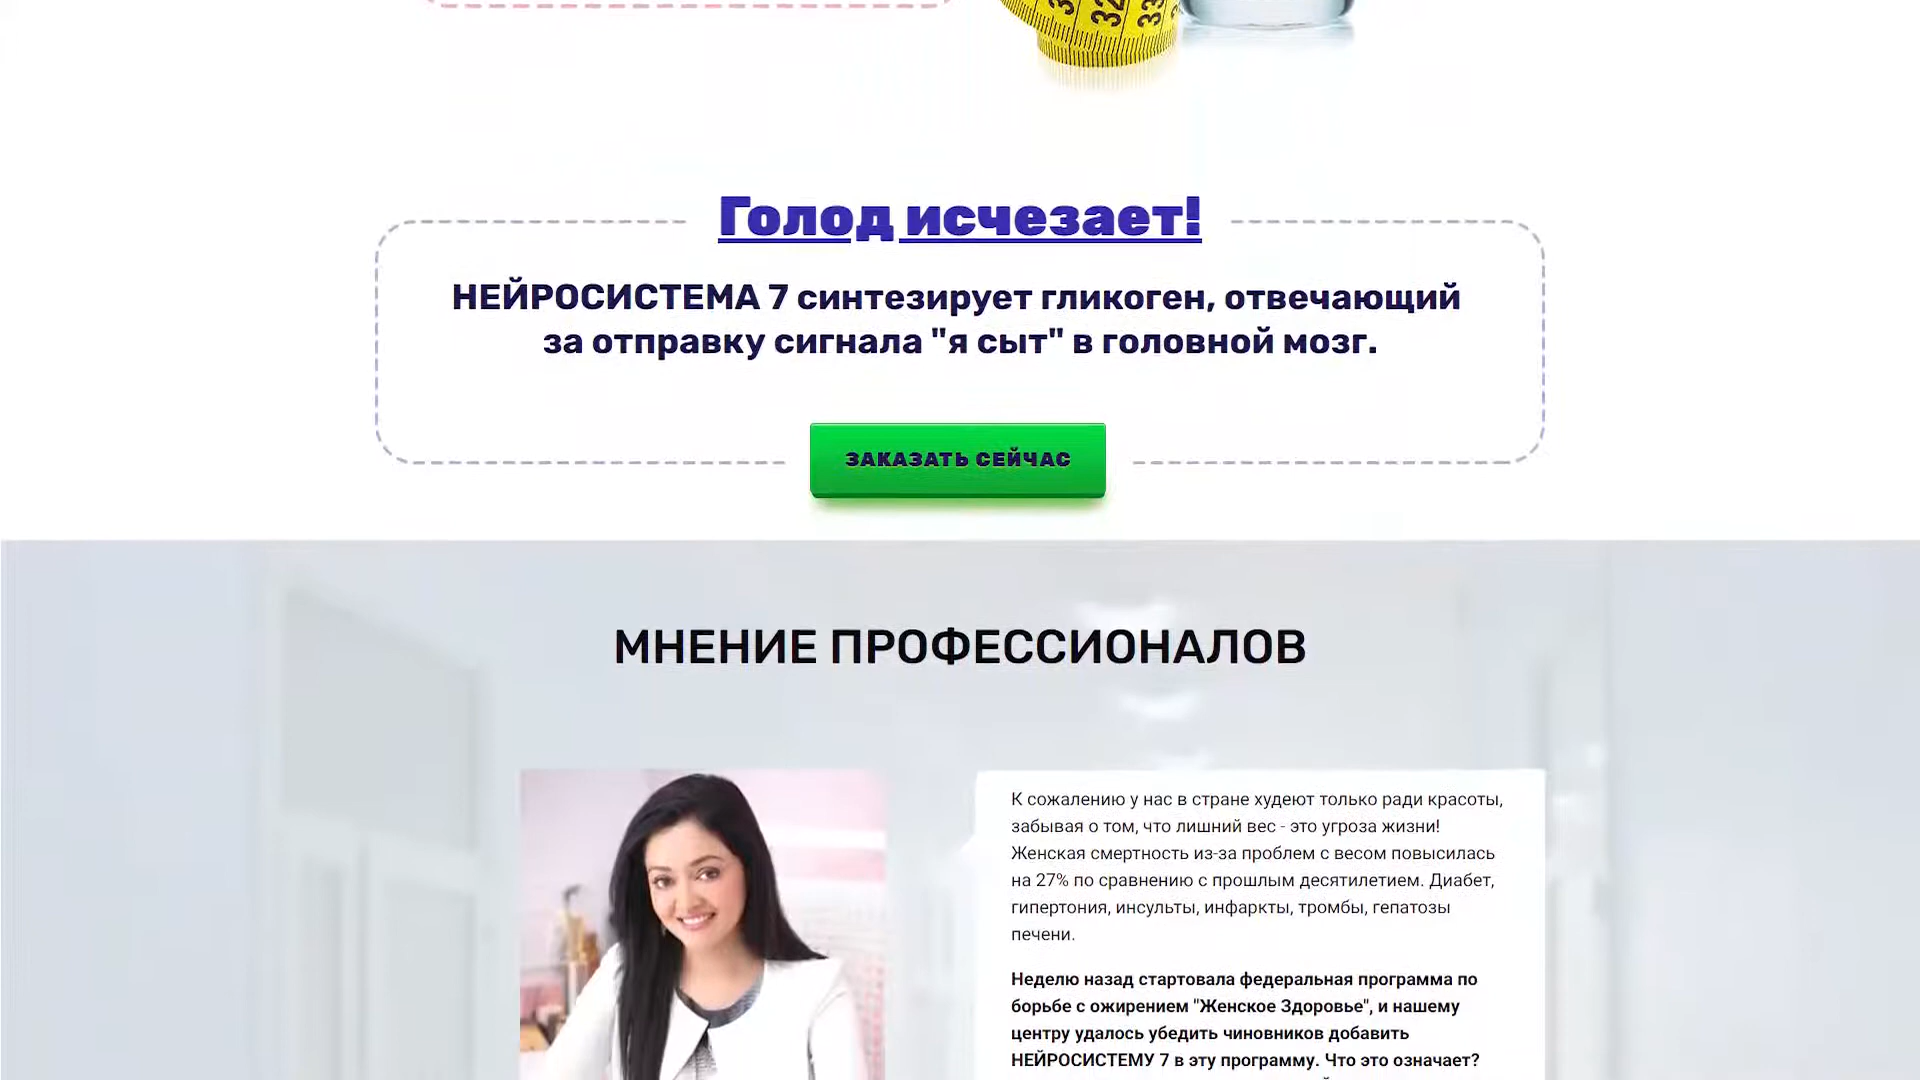 32
33
Голод исчезает!
НЕЙРОСИСТЕМА 7 синтезирует гликоген, отвечающий
за отправку сигнала "я сыт" в головной мозг.
ЗАКАЗАТЬ СЕЙЧАС
МНЕНИЕ ПРОФЕССИОНАЛОВ
К сожалению у нас в стране худеют только ради красоты,
забывая о том, что лишний вес - это угроза жизни!
Женская смертность из-за проблем с весом повысилась
на 27% по сравнению с прошлым десятилетием. Диабет,
гипертония, инсульты, инфаркты, тромбы, гепатозы
печени.
Неделю назад стартовала федеральная программа по
борьбе с ожирением "Женское Здоровье", и нашему
центру удалось убедить чиновников добавить
НЕЙРОСИСТЕМУ 7 в эту программу. Что это означает?